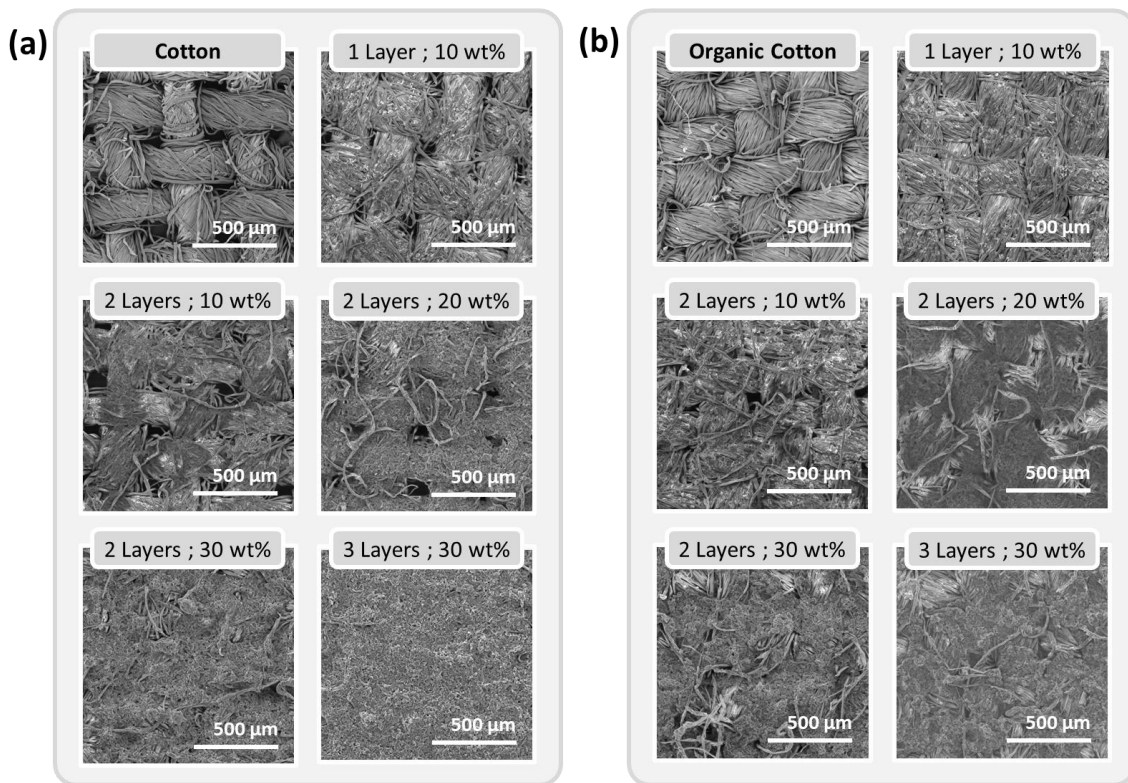 (a)
Cotton
1 Layer ; 10 wt%
500 µm
500 µm
2 Layers ; 10 wt%
2 Layers ; 20 wt%
500 µm
500 µm
2 Layers ; 30 wt%
3 Layers ; 30 wt%
500 µm
500 µm
(b)
Organic Cotton
1 Layer ; 10 wt%
500 µm
500 µm
2 Layers ; 10 wt%
2 Layers ; 20 wt%
500 µm
500 µm
2 Layers ; 30 wt%
3 Layers ; 30 wt%
500 µm
500 µm